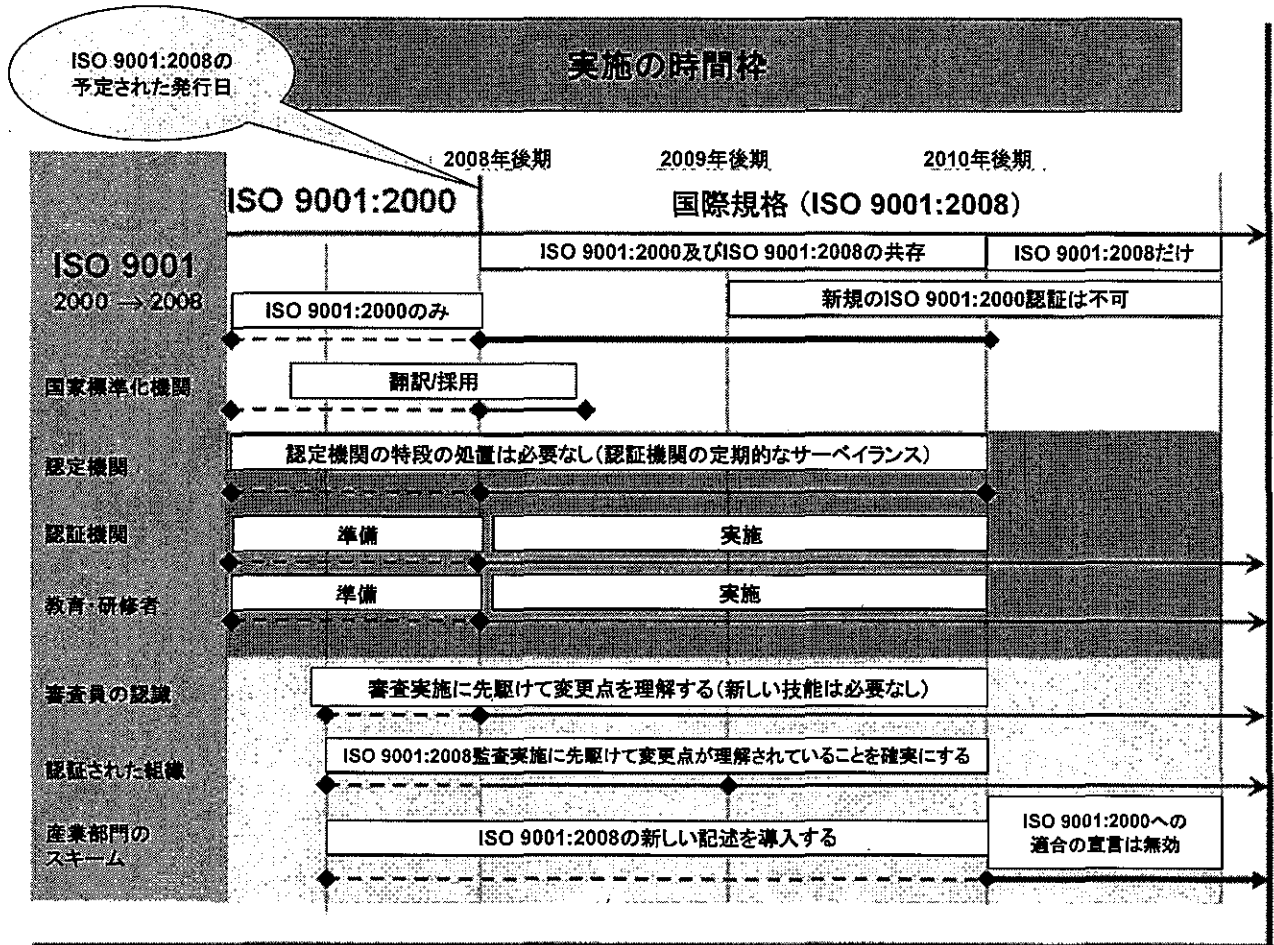 ISO 9001:2008の
予定された発行日
実施の時間枠
2008年後期
2009年後期
2010年後期
ISO 9001:2000
国際規格（ISO 9001:2008）
ISO 9001
2000 → 2008
ISO 9001:2000及びISO 9001:2008の共存
ISO 9001:2008だけ
ISO 9001:2000のみ
新規のISO 9001:2000認証は不可
国家標準化機関
翻訳/採用
認定機関
認定機関の特段の処置は必要なし（認証機関の定期的なサーベイランス）
認証機関
準備
実施
教育・研修者
準備
実施
審査員の認識
審査実施に先駆けて変更点を理解する（新しい技能は必要なし）
認証された組織
ISO 9001:2008監査実施に先駆けて変更点が理解されていることを確実にする
産業部門の
スキーム
ISO 9001:2008の新しい記述を導入する
ISO 9001:2000への
適合の宣言は無効